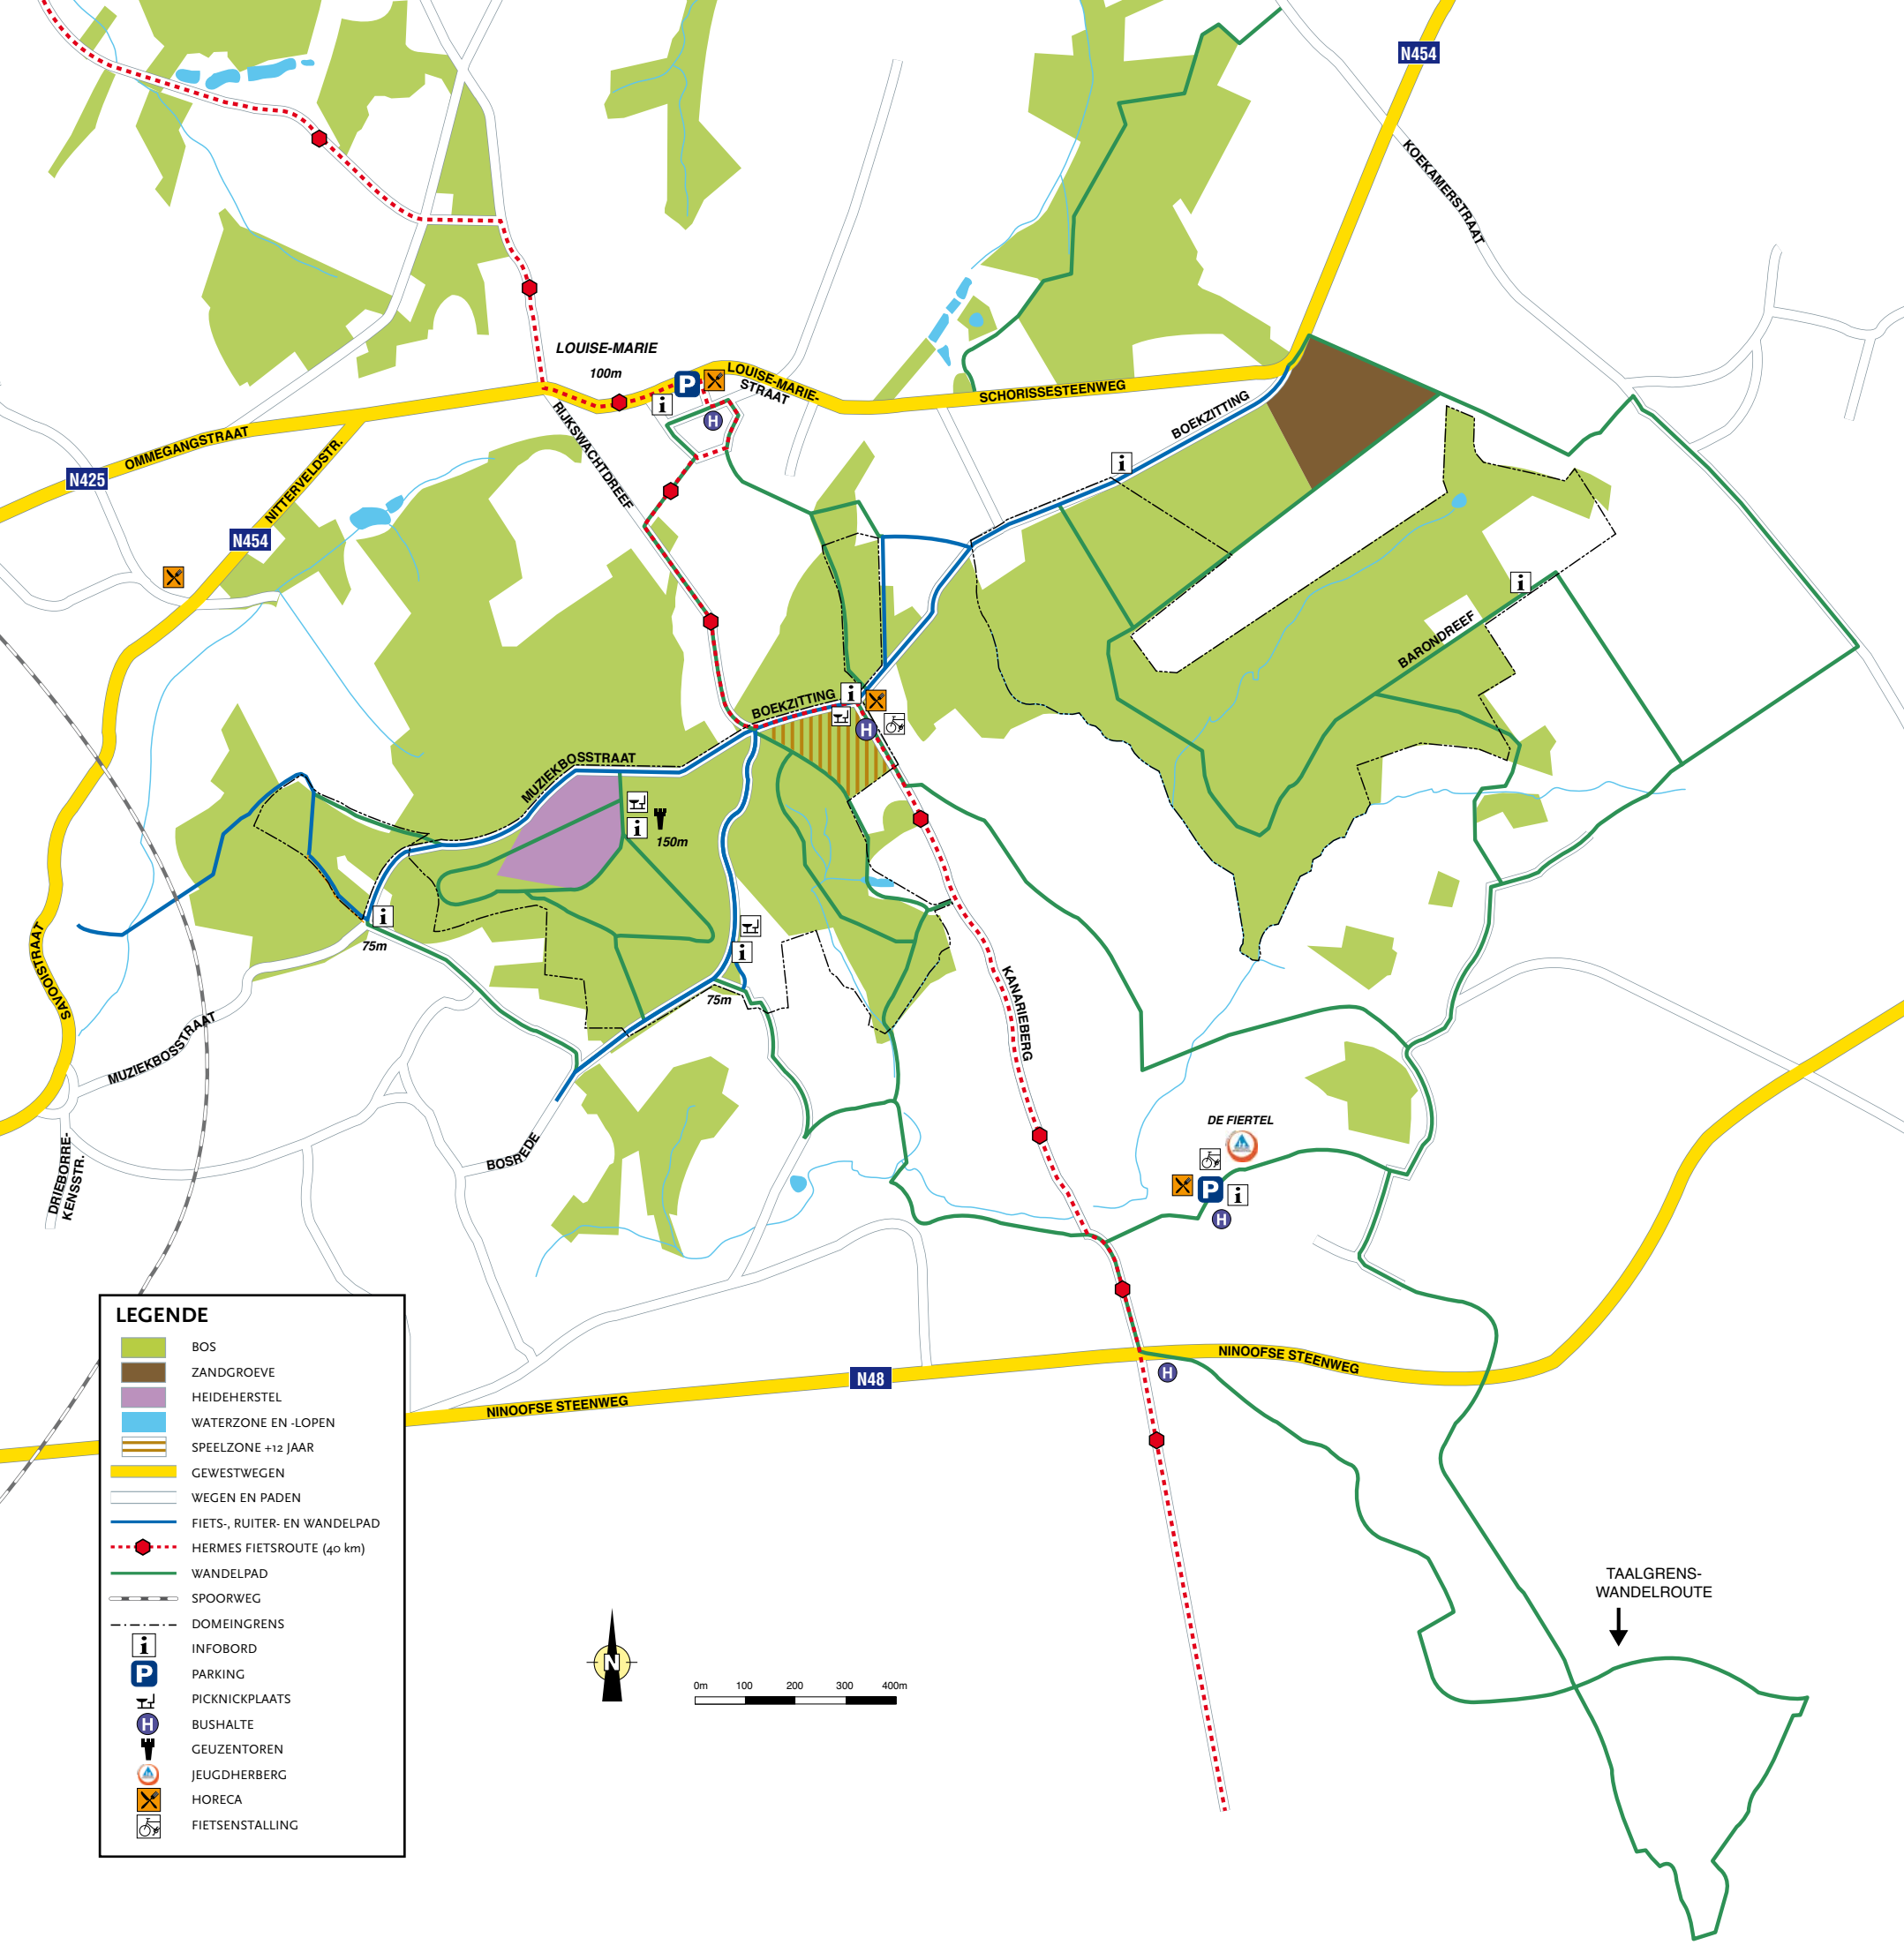 N454
KOEKAMERSTRAAT
LOUISE-MARIE
100m
P
LOUISE-MARIE-
STRAAT
SCHORISSESTEENWEG
i
H
BOEKZITTING
RIJKSWACHTDREEF
OMMEGANGSTRAAT
N425
NITTERVELDSTR.
N454
i
i
BARONDREEF
BOEKZITTING
i
H
MUZIEKBOSSTRAAT
i
150m
i
75m
i
75m
SAVOOISTRAAT
MUZIEKBOSSTRAAT
KANARIEBERG
DRIEBORRE-
KENSSTR.
BOSREDE
DE FIERTEL
P
i
H
NINOOFSE STEENWEG
H
N48
NINOOFSE STEENWEG
LEGENDE
BOS
ZANDGROEVE
HEIDEHERSTEL
WATERZONE EN -LOPEN
SPEELZONE +12 JAAR
GEWESTWEGEN
WEGEN EN PADEN
FIETS-, RUITER- EN WANDELPAD
HERMES FIETSROUTE (40 km)
WANDELPAD
SPOORWEG
DOMEINGRENS
i INFOBORD
P PARKING
PICKNICKPLAATS
H BUSHALTE
GEUZENTOREN
JEUGDHERBERG
HORECA
FIETSENSTALLING
N
0m 100 200 300 400m
TAALGRENS-
WANDELROUTE